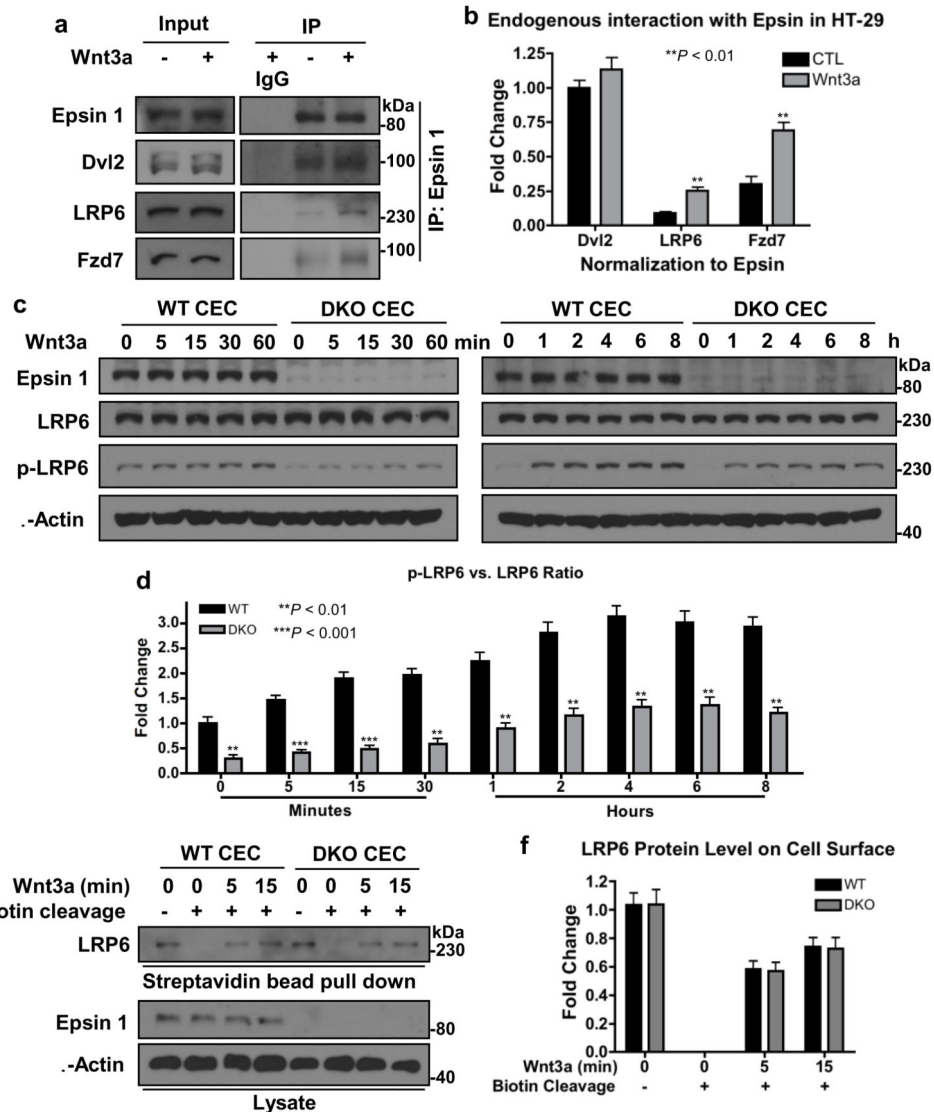 a
Input IP
Wnt3a - + + - +
IgG
kDa
Epsin 1 -80
Dvl2 -100
LRP6 -230
Fzd7 -100
IP: Epsin 1
b Endogenous interaction with Epsin in HT-29
**P < 0.01
CTL
Wnt3a
Fold Change
1.25
1.00
0.75
0.50
0.25
0.00
** **
Dvl2 LRP6 Fzd7
Normalization to Epsin
c
WT CEC DKO CEC WT CEC DKO CEC
Wnt3a 0 5 15 30 60 0 5 15 30 60 min 0 1 2 4 6 8 0 1 2 4 6 8 h
kDa
Epsin 1 -80
LRP6 -230
p-LRP6 -230
.-Actin -40
d p-LRP6 vs. LRP6 Ratio
WT **P < 0.01
DKO ***P < 0.001
Fold Change
3.0
2.5
2.0
1.5
1.0
0.5
0.0
** *** *** ** ** ** ** ** **
0 5 15 30 1 2 4 6 8
Minutes Hours
WT CEC DKO CEC
Wnt3a (min) 0 0 5 15 0 0 5 15
iotin cleavage - + + + - + + +
kDa
LRP6 -230
Streptavidin bead pull down
Epsin 1 -80
.-Actin -40
Lysate
f LRP6 Protein Level on Cell Surface
WT
DKO
Fold Change
1.2
1.0
0.8
0.6
0.4
0.2
0.0
Wnt3a (min) 0 0 5 15
Biotin Cleavage - + + +